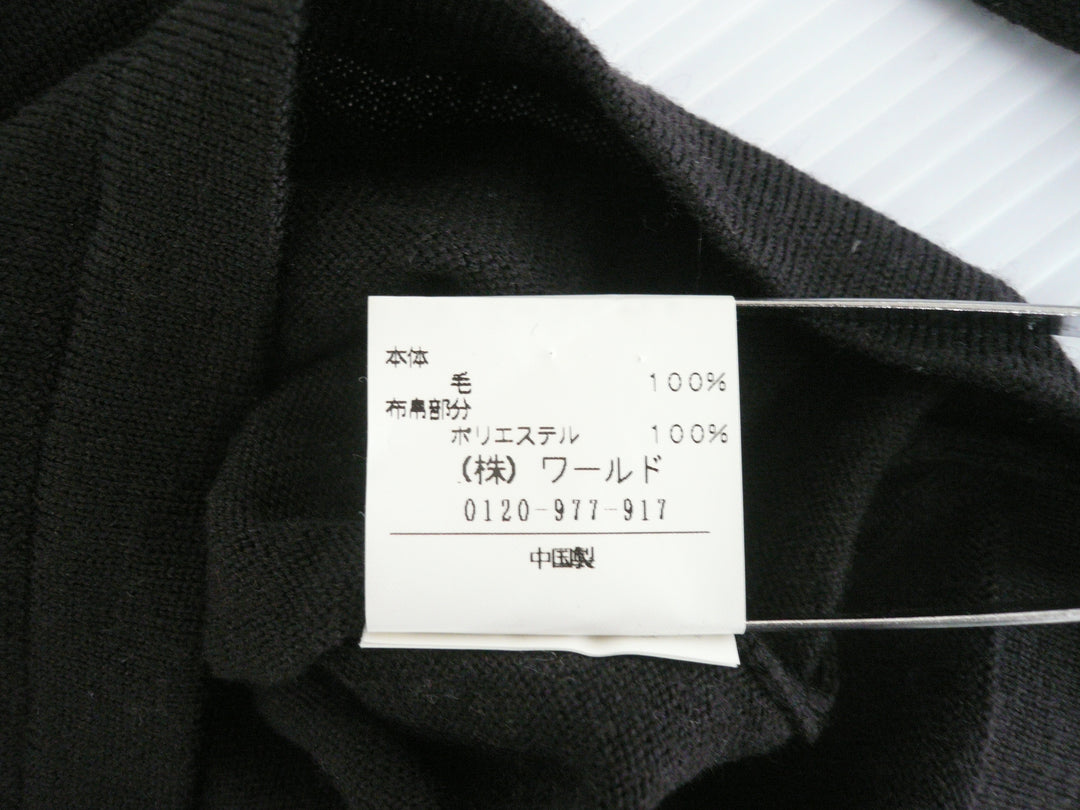 本体
毛 100%
布帛部分
ポリエステル 100%
(株) ワールド
0120-977-917
中国製